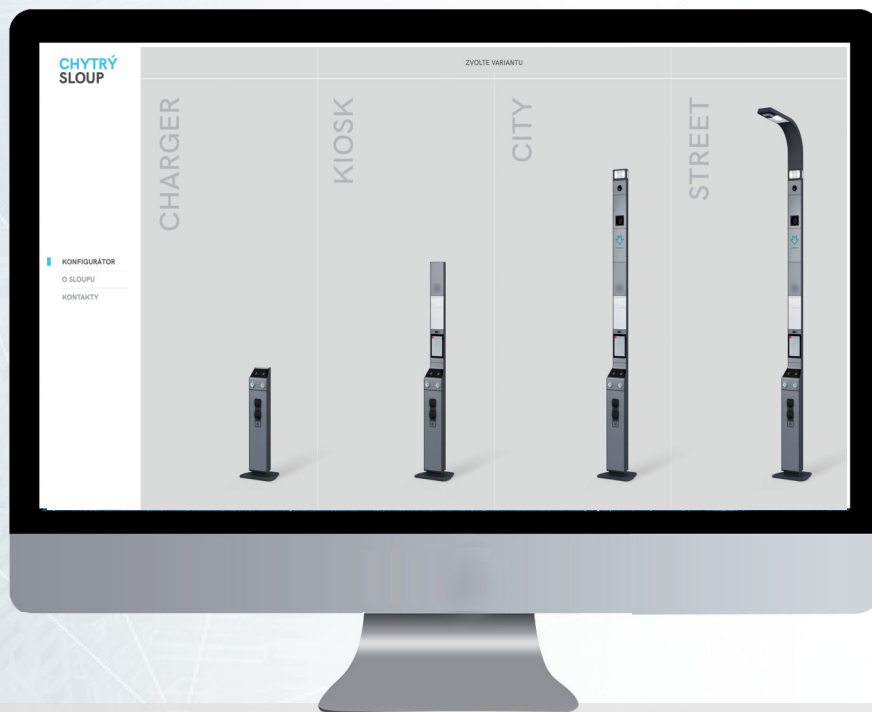 CHYTRÝ
SLOUP
ZVOLTE VARIANTU
CHARGER
KIOSK
CITY
STREET
KONFIGURÁTOR
O SLOUPU
KONTAKTY